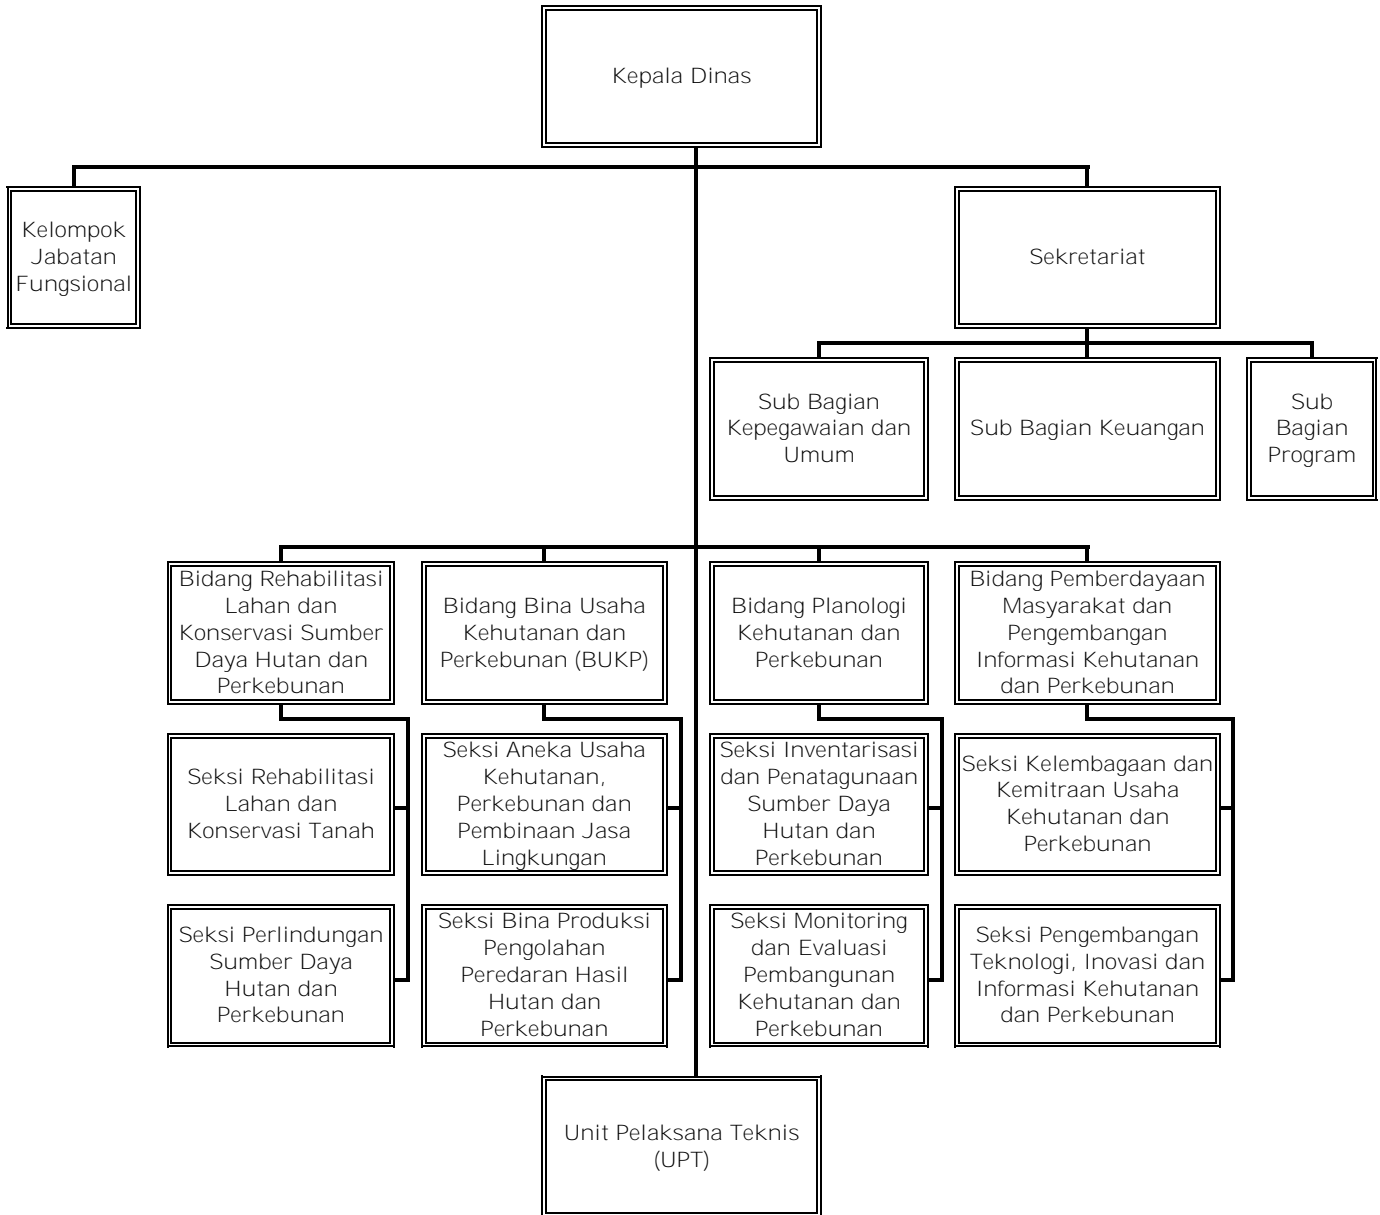 Kepala Dinas
Kelompok
Jabatan
Fungsional
Sekretariat
Sub Bagian
Kepegawaian dan
Umum
Sub Bagian Keuangan
Sub
Bagian
Program
Bidang Rehabilitasi
Lahan dan
Konservasi Sumber
Daya Hutan dan
Perkebunan
Bidang Bina Usaha
Kehutanan dan
Perkebunan (BUKP)
Bidang Planologi
Kehutanan dan
Perkebunan
Bidang Pemberdayaan
Masyarakat dan
Pengembangan
Informasi Kehutanan
dan Perkebunan
Seksi Rehabilitasi
Lahan dan
Konservasi Tanah
Seksi Aneka Usaha
Kehutanan,
Perkebunan dan
Pembinaan Jasa
Lingkungan
Seksi Inventarisasi
dan Penatagunaan
Sumber Daya
Hutan dan
Perkebunan
Seksi Kelembagaan dan
Kemitraan Usaha
Kehutanan dan
Perkebunan
Seksi Perlindungan
Sumber Daya
Hutan dan
Perkebunan
Seksi Bina Produksi
Pengolahan
Peredaran Hasil
Hutan dan
Perkebunan
Seksi Monitoring
dan Evaluasi
Pembangunan
Kehutanan dan
Perkebunan
Seksi Pengembangan
Teknologi, Inovasi dan
Informasi Kehutanan
dan Perkebunan
Unit Pelaksana Teknis
(UPT)